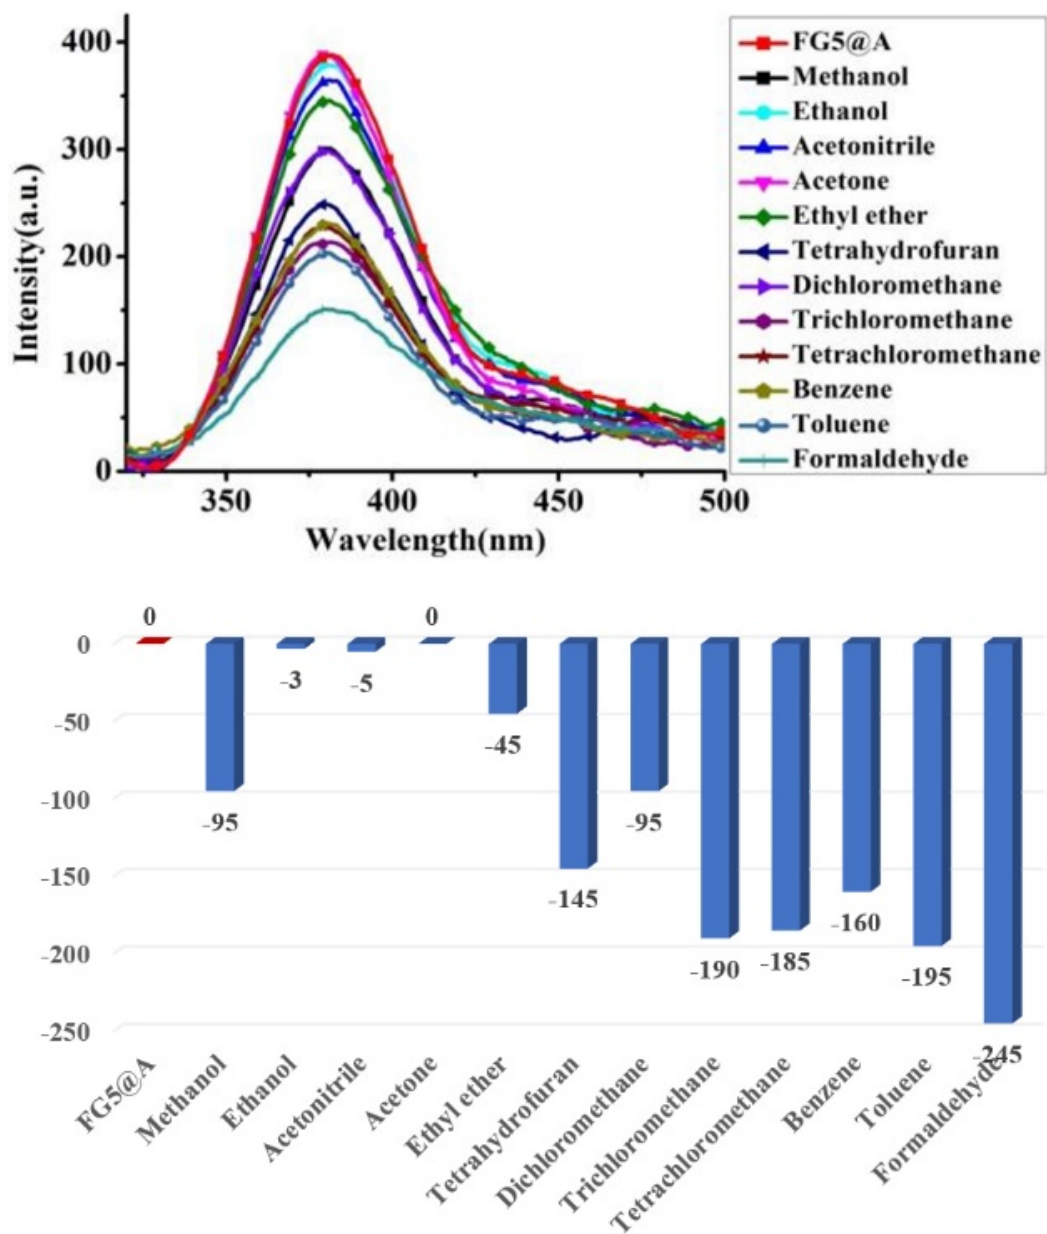 400
300
200
100
0
Intensity(a.u.)
350 400 450 500
Wavelength(nm)
FG5@A
Methanol
Ethanol
Acetonitrile
Acetone
Ethyl ether
Tetrahydrofuran
Dichloromethane
Trichloromethane
Tetrachloromethane
Benzene
Toluene
Formaldehyde
0 0
0
-3 -5
-50
-45
-100
-95 -95
-150
-145 -160
-200
-190 -185 -195
-250
-245
FG5@A
Methanol
Ethanol
Acetonitrile
Acetone
Ethyl ether
Tetrahydrofuran
Dichloromethane
Trichloromethane
Tetrachloromethane
Benzene
Toluene
Formaldehyde